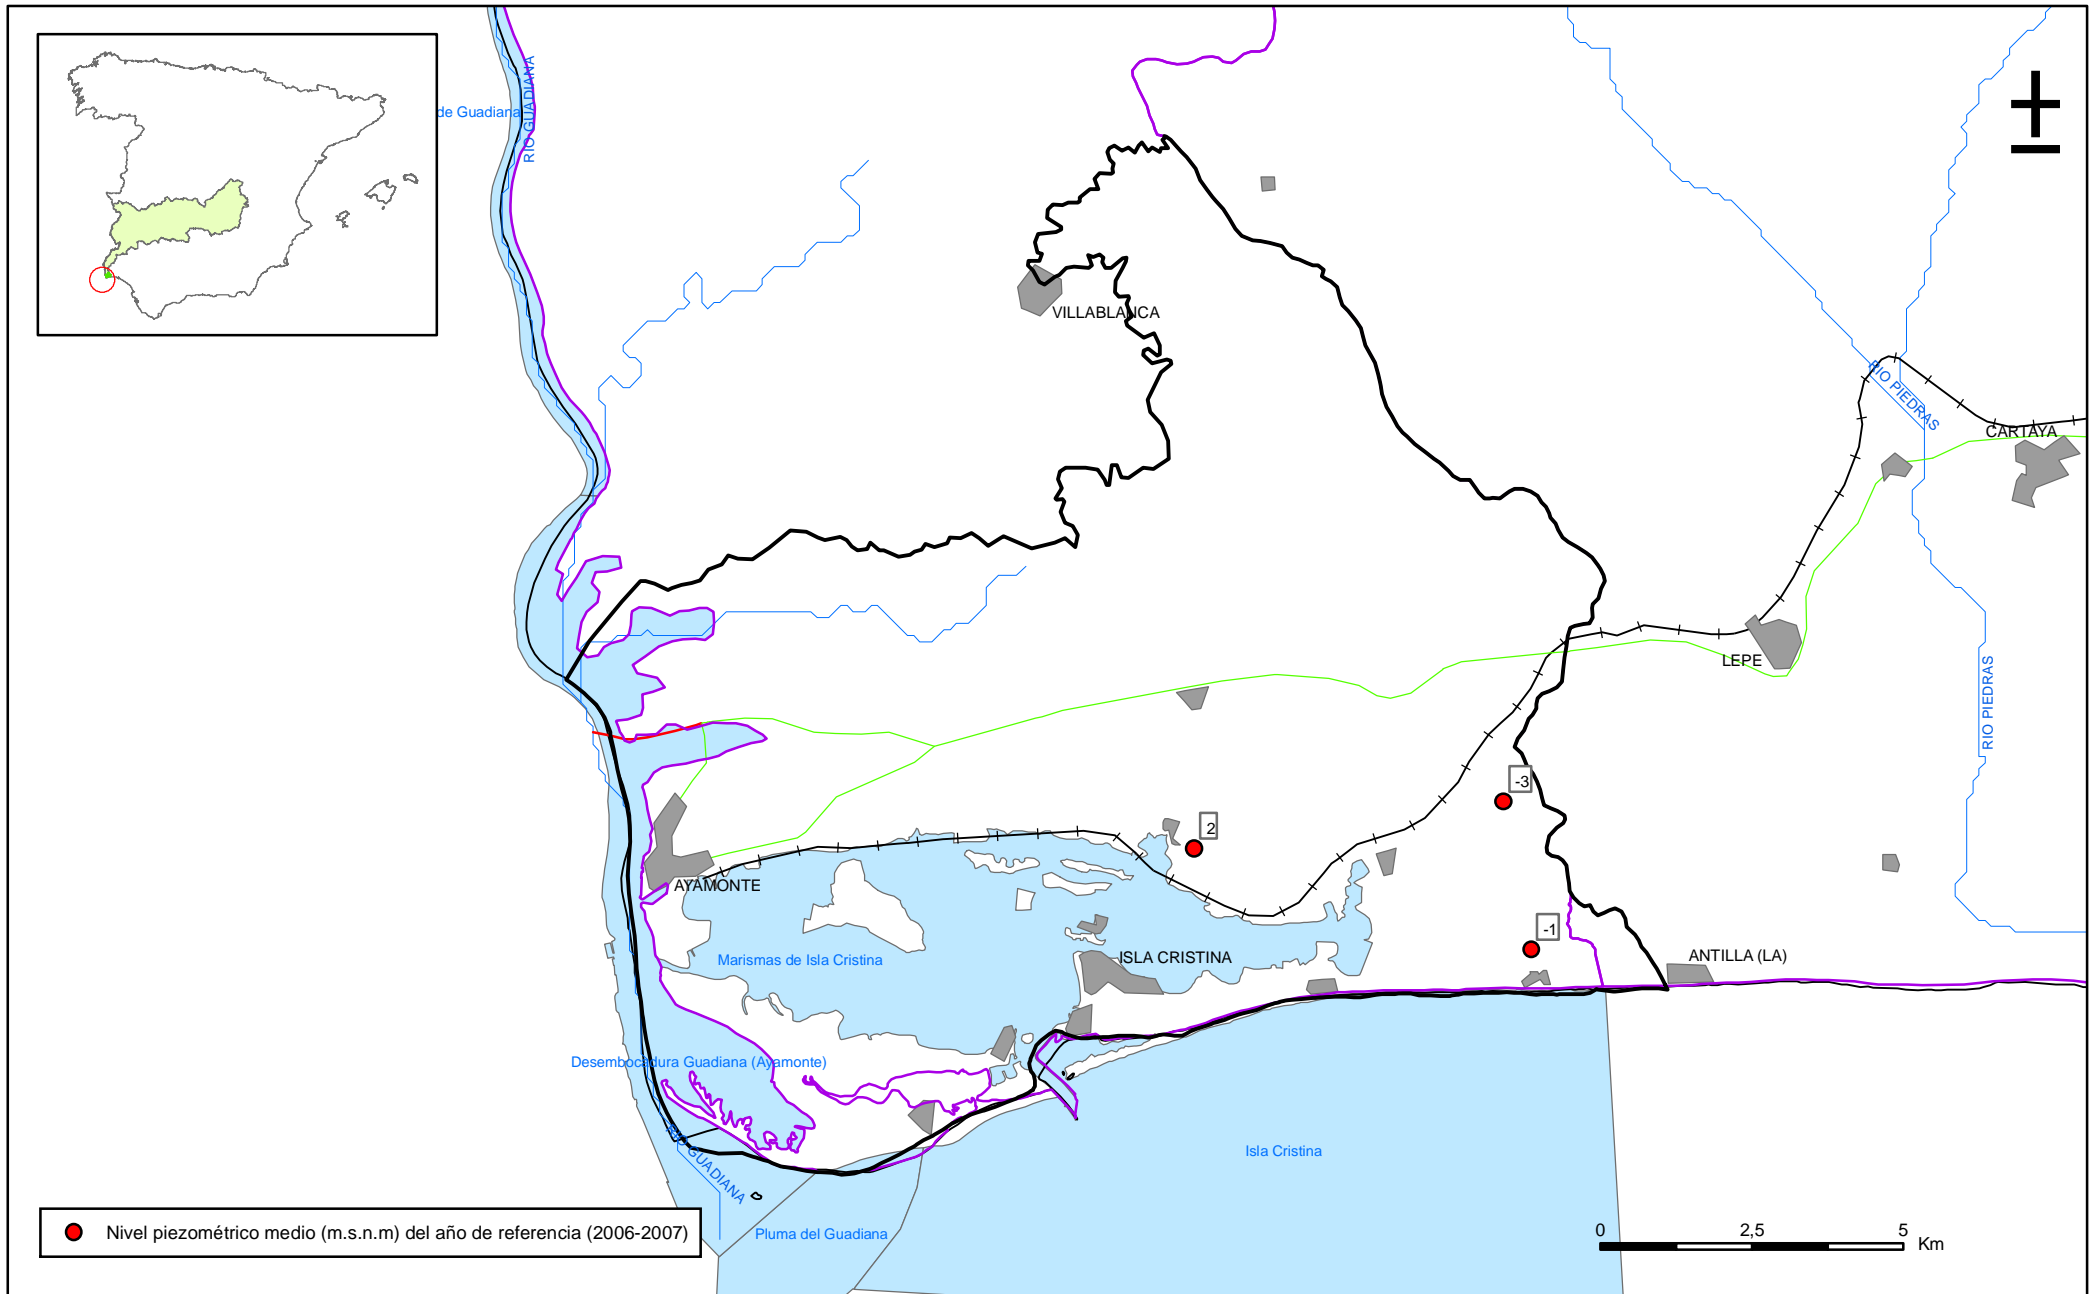 de Guadiana
RIO GUADIANA
VILLABLANCA
RIO PIEDRAS
CARTAYA
LEPE
RIO PIEDRAS
-3
2
AYAMONTE
-1
Marismas de Isla Cristina
ISLA CRISTINA
ANTILLA (LA)
Desembocadura Guadiana (Ayamonte)
RIO GUADIANA
Isla Cristina
Pluma del Guadiana
Nivel piezométrico medio (m.s.n.m) del año de referencia (2006-2007)
0 2,5 5
Km